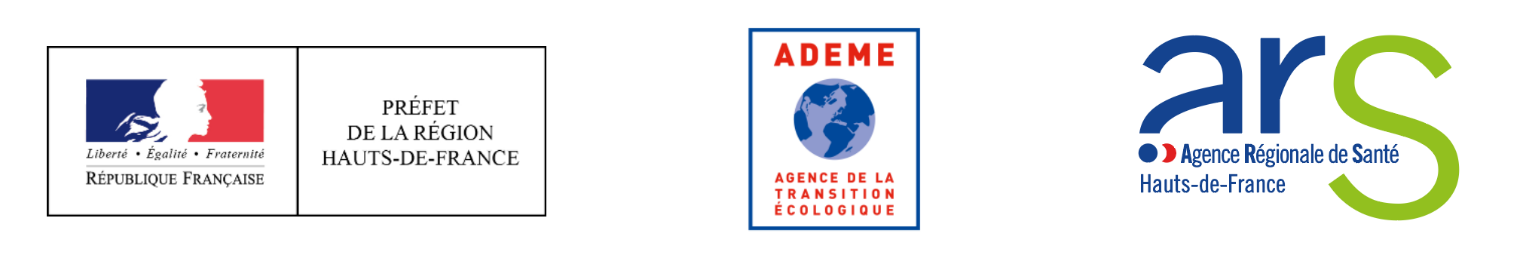 Liberté • Égalité • Fraternité
RÉPUBLIQUE FRANÇAISE
PRÉFET
DE LA RÉGION
HAUTS-DE-FRANCE
ADEME
AGENCE DE LA
TRANSITION
ÉCOLOGIQUE
ars
Agence Régionale de Santé
Hauts-de-France